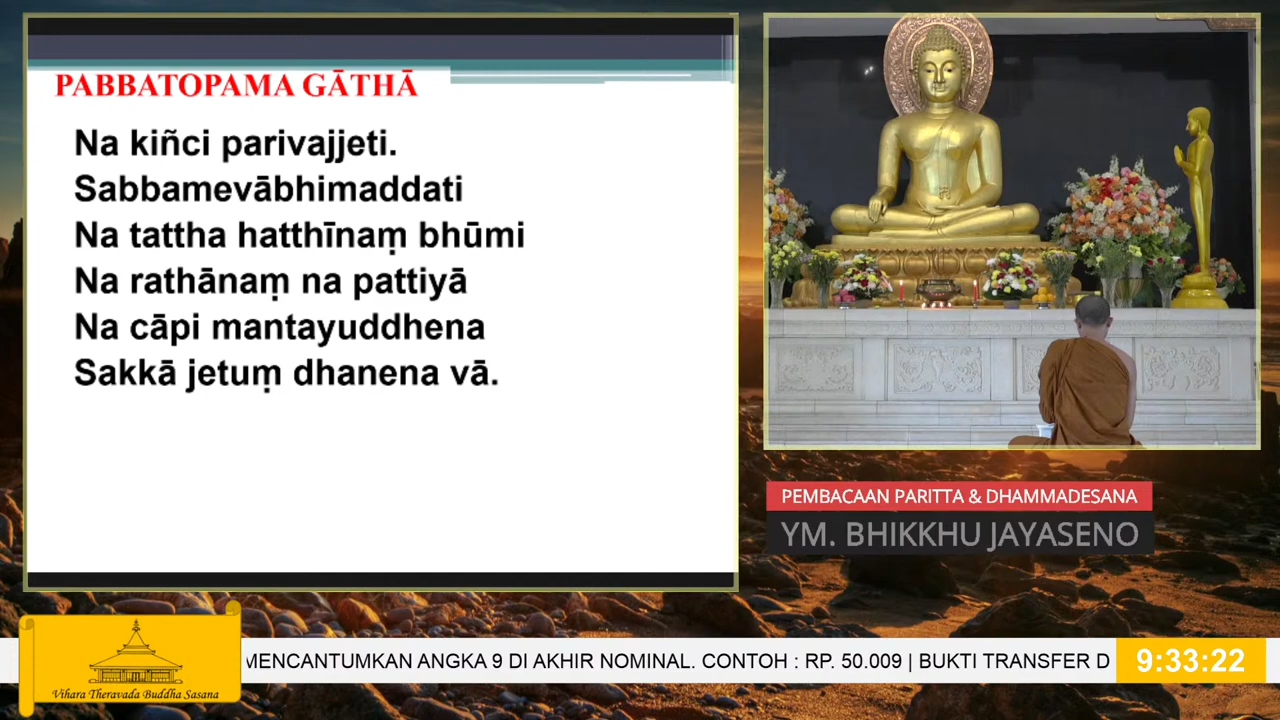 PABBATOPAMA GĀTHĀ
Na kiñci parivajjeti.
Sabbamevābhimaddati
Na tattha hatthīnaṃ bhūmi
Na rathānaṃ na pattiyā
Na cāpi mantayuddhena
Sakkā jetuṃ dhanena vā.
PEMBACAAN PARITTA & DHAMMADESANA
YM. BHIKKHU JAYASENO
Vihara Theravada Buddha Sasana
MENCANTUMKAN ANGKA 9 DI AKHIR NOMINAL. CONTOH : RP. 50.009 | BUKTI TRANSFER D
9:33:22